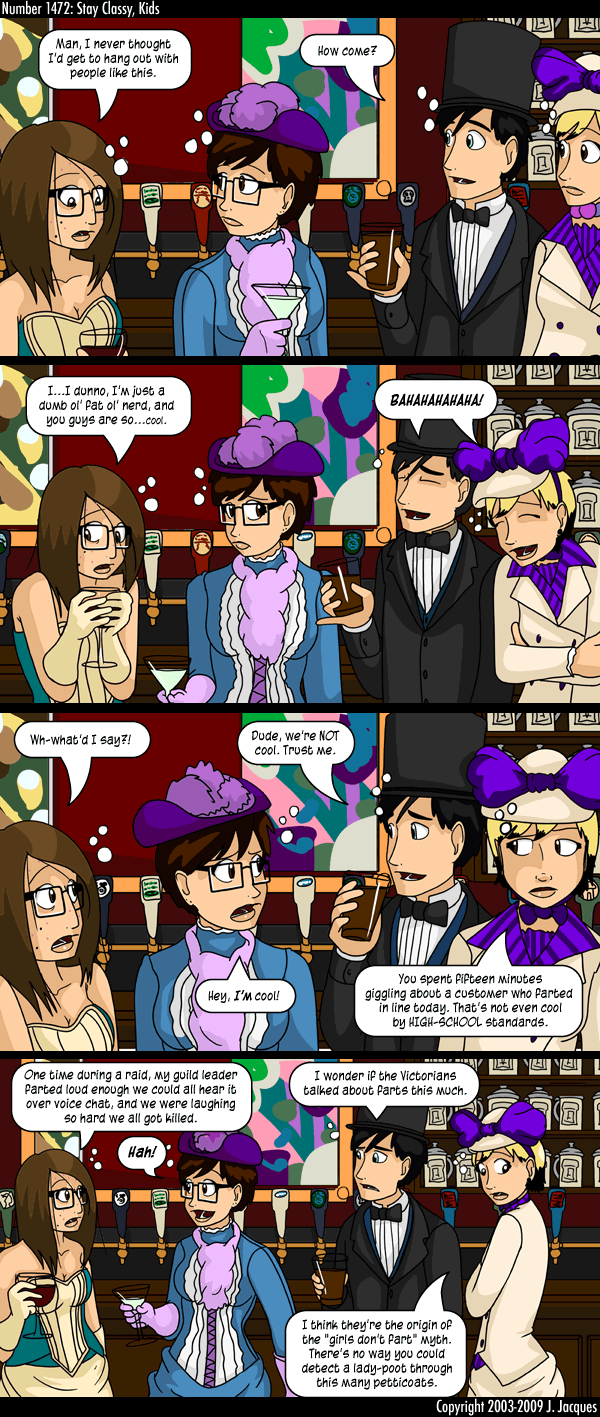 Number 1472: Stay Classy, Kids
Man, I never thought
I'd get to hang out with
people like this.
How come?
I...I dunno, I'm just a
dumb ol' fat ol' nerd, and
you guys are so...cool.
BAHAHAHAHAHA!
Wh-what'd I say?!
Dude, we're NOT
cool. Trust me.
Hey, I'm cool!
You spent fifteen minutes
giggling about a customer who farted
in line today. That's not even cool
by HIGH-SCHOOL standards.
One time during a raid, my guild leader
farted loud enough we could all hear it
over voice chat, and we were laughing
so hard we all got killed.
Hah!
I wonder if the Victorians
talked about farts this much.
I think they're the origin of
the "girls don't fart" myth.
There's no way you could
detect a lady-poot through
this many petticoats.
Copyright 2003-2009 J. Jacques